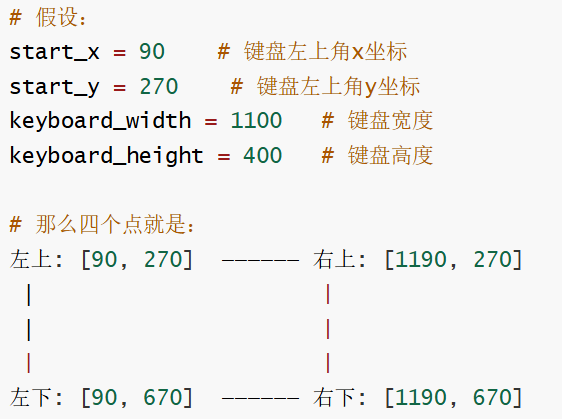 # 假设:
start_x = 90    # 键盘左上角x坐标
start_y = 270    # 键盘左上角y坐标
keyboard_width = 1100   # 键盘宽度
keyboard_height = 400   # 键盘高度
# 那么四个点就是:
左上: [90, 270]  —————— 右上: [1190, 270]
|                      |
|                      |
|                      |
左下: [90, 670]  —————— 右下: [1190, 670]